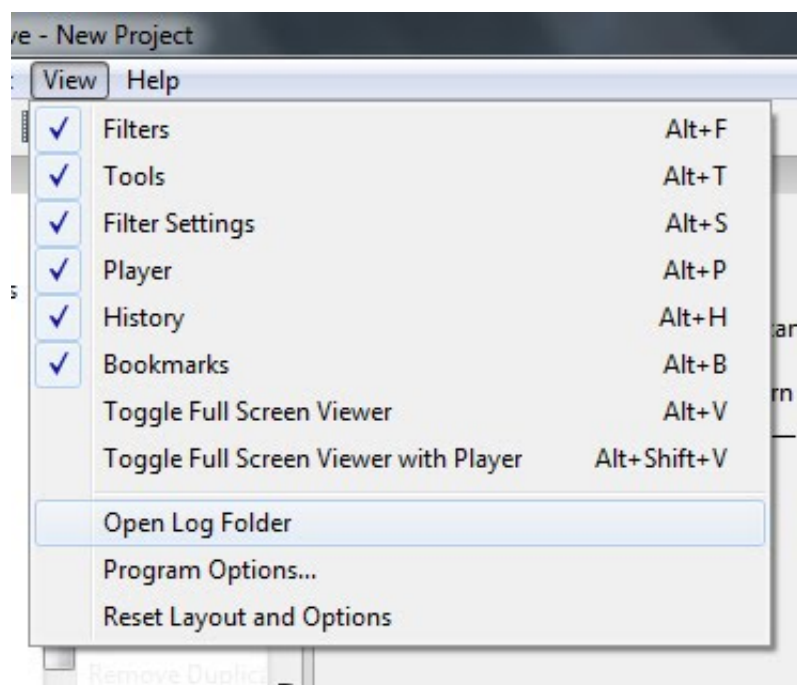 ve - New Project
View Help
Filters Alt+F
Tools Alt+T
Filter Settings Alt+S
Player Alt+P
History Alt+H
Bookmarks Alt+B
Toggle Full Screen Viewer Alt+V
Toggle Full Screen Viewer with Player Alt+Shift+V
Open Log Folder
Program Options...
Reset Layout and Options
Remove Duplica